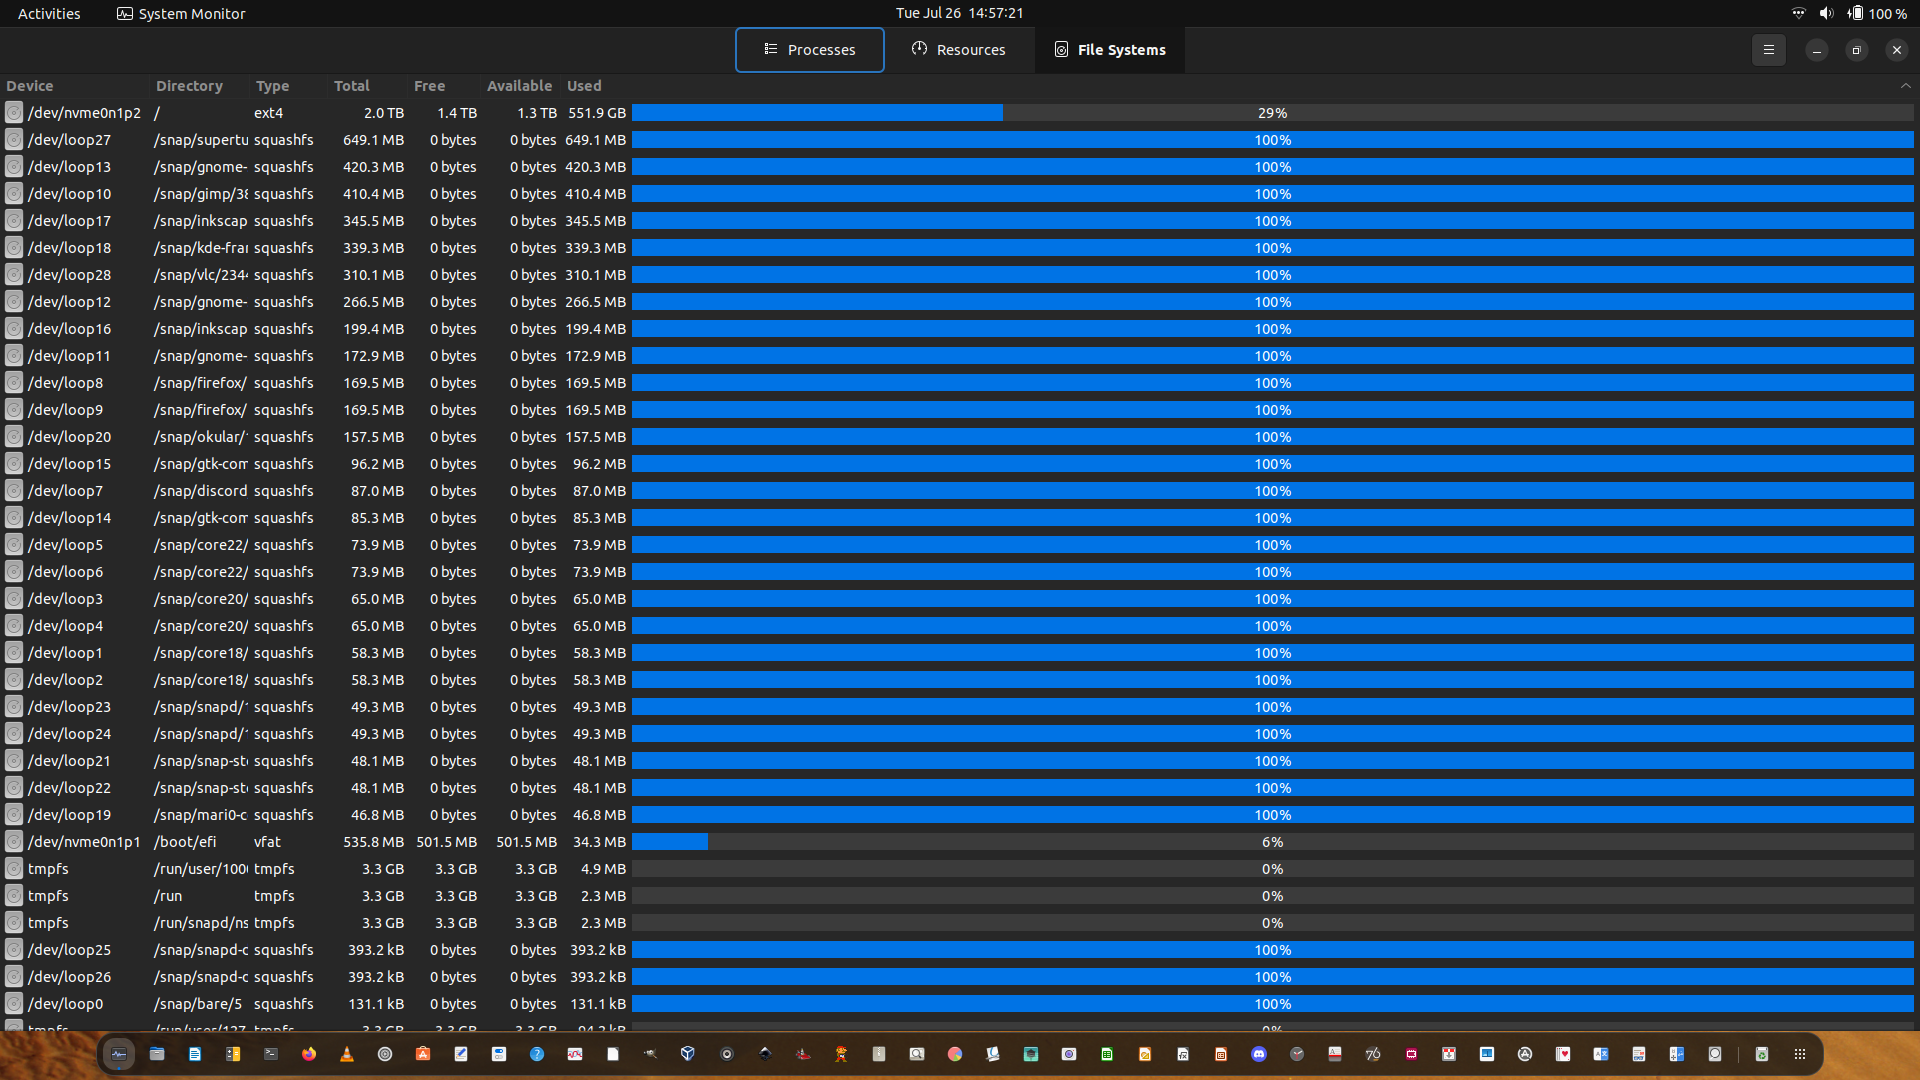 Activities System Monitor Tue Jul 26 14:57:21 100 %
Processes Resources File Systems
Device Directory Type Total Free Available Used
/dev/nvme0n1p2 / ext4 2.0 TB 1.4 TB 1.3 TB 551.9 GB 29%
/dev/loop27 /snap/supertu squashfs 649.1 MB 0 bytes 0 bytes 649.1 MB 100%
/dev/loop13 /snap/gnome- squashfs 420.3 MB 0 bytes 0 bytes 420.3 MB 100%
/dev/loop10 /snap/gimp/38 squashfs 410.4 MB 0 bytes 0 bytes 410.4 MB 100%
/dev/loop17 /snap/inkscap squashfs 345.5 MB 0 bytes 0 bytes 345.5 MB 100%
/dev/loop18 /snap/kde-frar squashfs 339.3 MB 0 bytes 0 bytes 339.3 MB 100%
/dev/loop28 /snap/vlc/2344 squashfs 310.1 MB 0 bytes 0 bytes 310.1 MB 100%
/dev/loop12 /snap/gnome- squashfs 266.5 MB 0 bytes 0 bytes 266.5 MB 100%
/dev/loop16 /snap/inkscap squashfs 199.4 MB 0 bytes 0 bytes 199.4 MB 100%
/dev/loop11 /snap/gnome- squashfs 172.9 MB 0 bytes 0 bytes 172.9 MB 100%
/dev/loop8 /snap/firefox/ squashfs 169.5 MB 0 bytes 0 bytes 169.5 MB 100%
/dev/loop9 /snap/firefox/ squashfs 169.5 MB 0 bytes 0 bytes 169.5 MB 100%
/dev/loop20 /snap/okular/ squashfs 157.5 MB 0 bytes 0 bytes 157.5 MB 100%
/dev/loop15 /snap/gtk-com squashfs 96.2 MB 0 bytes 0 bytes 96.2 MB 100%
/dev/loop7 /snap/discord squashfs 87.0 MB 0 bytes 0 bytes 87.0 MB 100%
/dev/loop14 /snap/gtk-com squashfs 85.3 MB 0 bytes 0 bytes 85.3 MB 100%
/dev/loop5 /snap/core22/ squashfs 73.9 MB 0 bytes 0 bytes 73.9 MB 100%
/dev/loop6 /snap/core22/ squashfs 73.9 MB 0 bytes 0 bytes 73.9 MB 100%
/dev/loop3 /snap/core20/ squashfs 65.0 MB 0 bytes 0 bytes 65.0 MB 100%
/dev/loop4 /snap/core20/ squashfs 65.0 MB 0 bytes 0 bytes 65.0 MB 100%
/dev/loop1 /snap/core18/ squashfs 58.3 MB 0 bytes 0 bytes 58.3 MB 100%
/dev/loop2 /snap/core18/ squashfs 58.3 MB 0 bytes 0 bytes 58.3 MB 100%
/dev/loop23 /snap/snapd/1 squashfs 49.3 MB 0 bytes 0 bytes 49.3 MB 100%
/dev/loop24 /snap/snapd/1 squashfs 49.3 MB 0 bytes 0 bytes 49.3 MB 100%
/dev/loop21 /snap/snap-sto squashfs 48.1 MB 0 bytes 0 bytes 48.1 MB 100%
/dev/loop22 /snap/snap-sto squashfs 48.1 MB 0 bytes 0 bytes 48.1 MB 100%
/dev/loop19 /snap/mari0-c squashfs 46.8 MB 0 bytes 0 bytes 46.8 MB 100%
/dev/nvme0n1p1 /boot/efi vfat 535.8 MB 501.5 MB 501.5 MB 34.3 MB 6%
tmpfs /run/user/1000 tmpfs 3.3 GB 3.3 GB 3.3 GB 4.9 MB 0%
tmpfs /run tmpfs 3.3 GB 3.3 GB 3.3 GB 2.3 MB 0%
tmpfs /run/snapd/ns tmpfs 3.3 GB 3.3 GB 3.3 GB 2.3 MB 0%
/dev/loop25 /snap/snapd-c squashfs 393.2 kB 0 bytes 0 bytes 393.2 kB 100%
/dev/loop26 /snap/snapd-c squashfs 393.2 kB 0 bytes 0 bytes 393.2 kB 100%
/dev/loop0 /snap/bare/5 squashfs 131.1 kB 0 bytes 0 bytes 131.1 kB 100%
tmpfs /run/user/127 tmpfs 3.3 GB 3.3 GB 3.3 GB 94.2 kB 0%